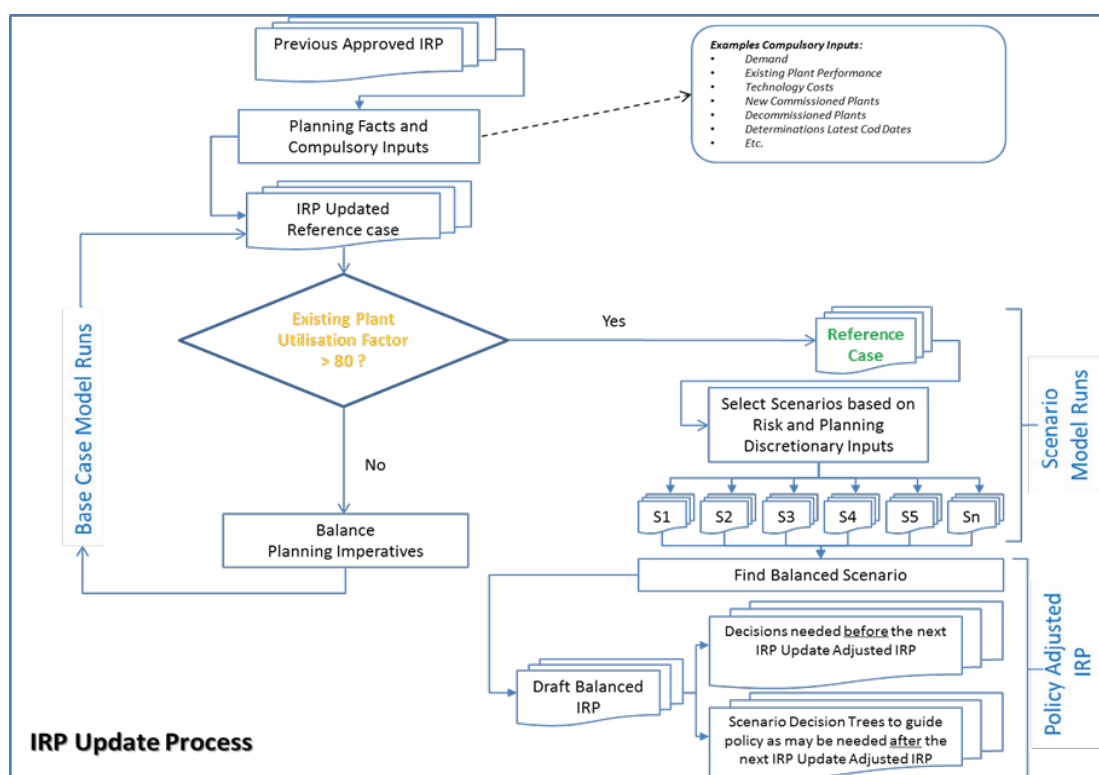 Previous Approved IRP
Examples Compulsory Inputs:
• Demand
• Existing Plant Performance
• Technology Costs
• New Commissioned Plants
• Decommissioned Plants
• Determinations Latest Cod Dates
• Etc.
Planning Facts and
Compulsory Inputs
IRP Updated
Reference case
Base Case Model Runs
Existing Plant
Utilisation Factor
> 80 ?
Yes
No
Balance
Planning Imperatives
Reference
Case
Select Scenarios based on
Risk and Planning
Discretionary Inputs
S1 S2 S3 S4 S5 Sn
Scenario
Model Runs
Find Balanced Scenario
Draft Balanced
IRP
Decisions needed before the next
IRP Update Adjusted IRP
Scenario Decision Trees to guide
policy as may be needed after the
next IRP Update Adjusted IRP
Policy Adjusted
IRP
IRP Update Process